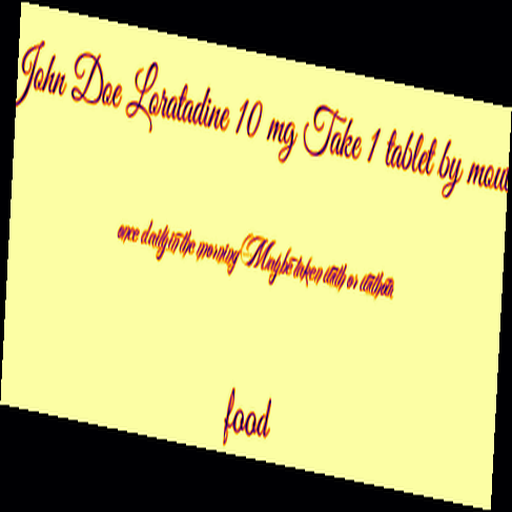 John Doe Loratadine 10 mg Take 1 tablet by mou
once daily in the morning May be taken with or without
food